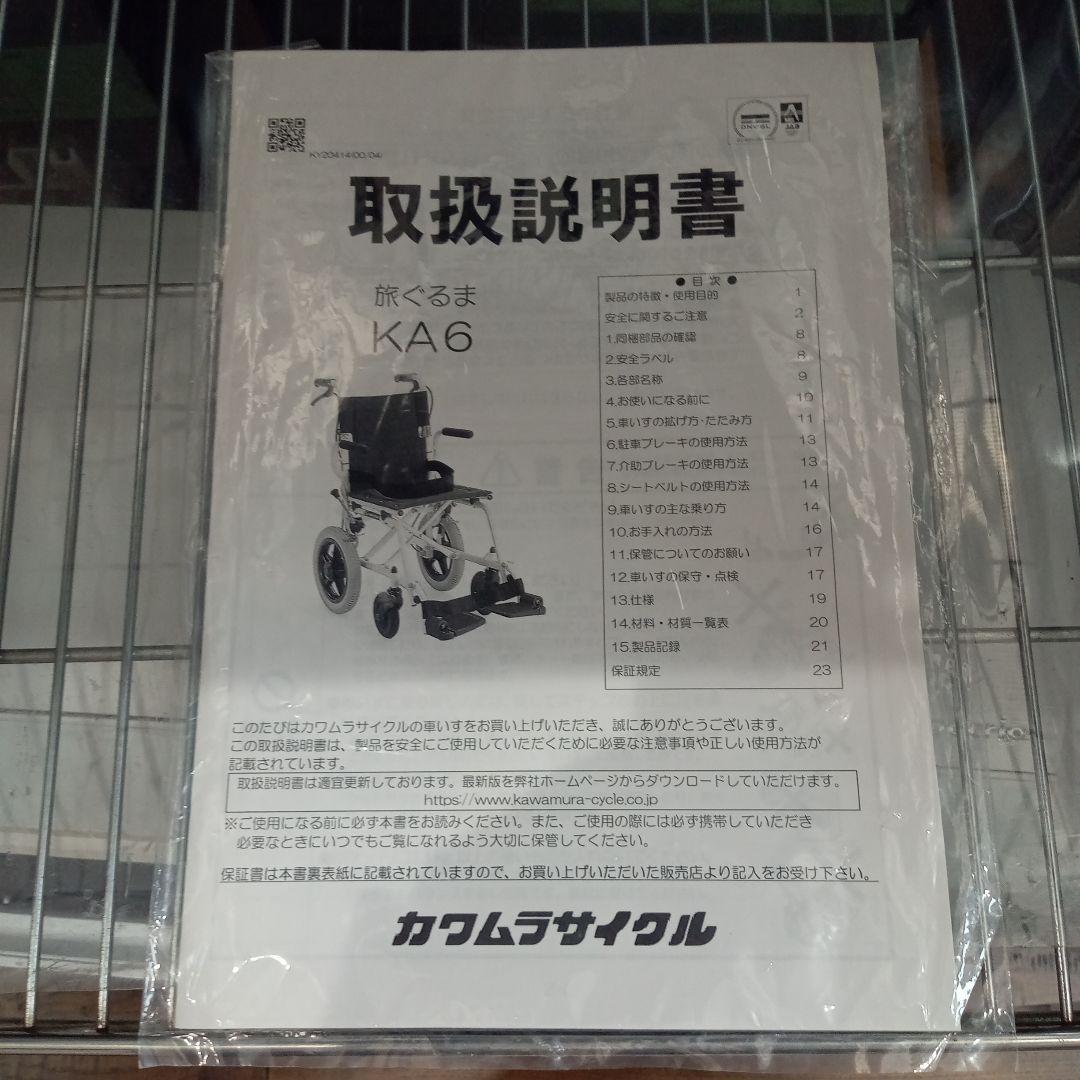 KY20414(00/04)
DNV·GL
JAB
取扱説明書
旅ぐるま
KA6
● 目次 ●
製品の特徴・使用目的 1
安全に関するご注意 2
1.同梱部品の確認 8
2.安全ラベル 8
3.各部名称 9
4.お使いになる前に 10
5.車いすの拡げ方・たたみ方 11
6.駐車ブレーキの使用方法 13
7.介助ブレーキの使用方法 13
8.シートベルトの使用方法 14
9.車いすの主な乗り方 14
10.お手入れの方法 16
11.保管についてのお願い 17
12.車いすの保守・点検 17
13.仕様 19
14.材料・材質一覧表 20
15.製品記録 21
保証規定 23
このたびはカワムラサイクルの車いすをお買い上げいただき、誠にありがとうございます。
この取扱説明書は、製品を安全にご使用していただくために必要な注意事項や正しい使用方法が
記載されています。
取扱説明書は適宜更新しております。最新版を弊社ホームページからダウンロードしていただけます。
https://www.kawamura-cycle.co.jp
※ご使用になる前に必ず本書をお読みください。また、ご使用の際には必ず携帯していただき
必要なときにいつでもご覧になれるよう大切に保管してください。
保証書は本書裏表紙に記載されていますので、お買い上げいただいた販売店より記入をお受け下さい。
カワムラサイクル